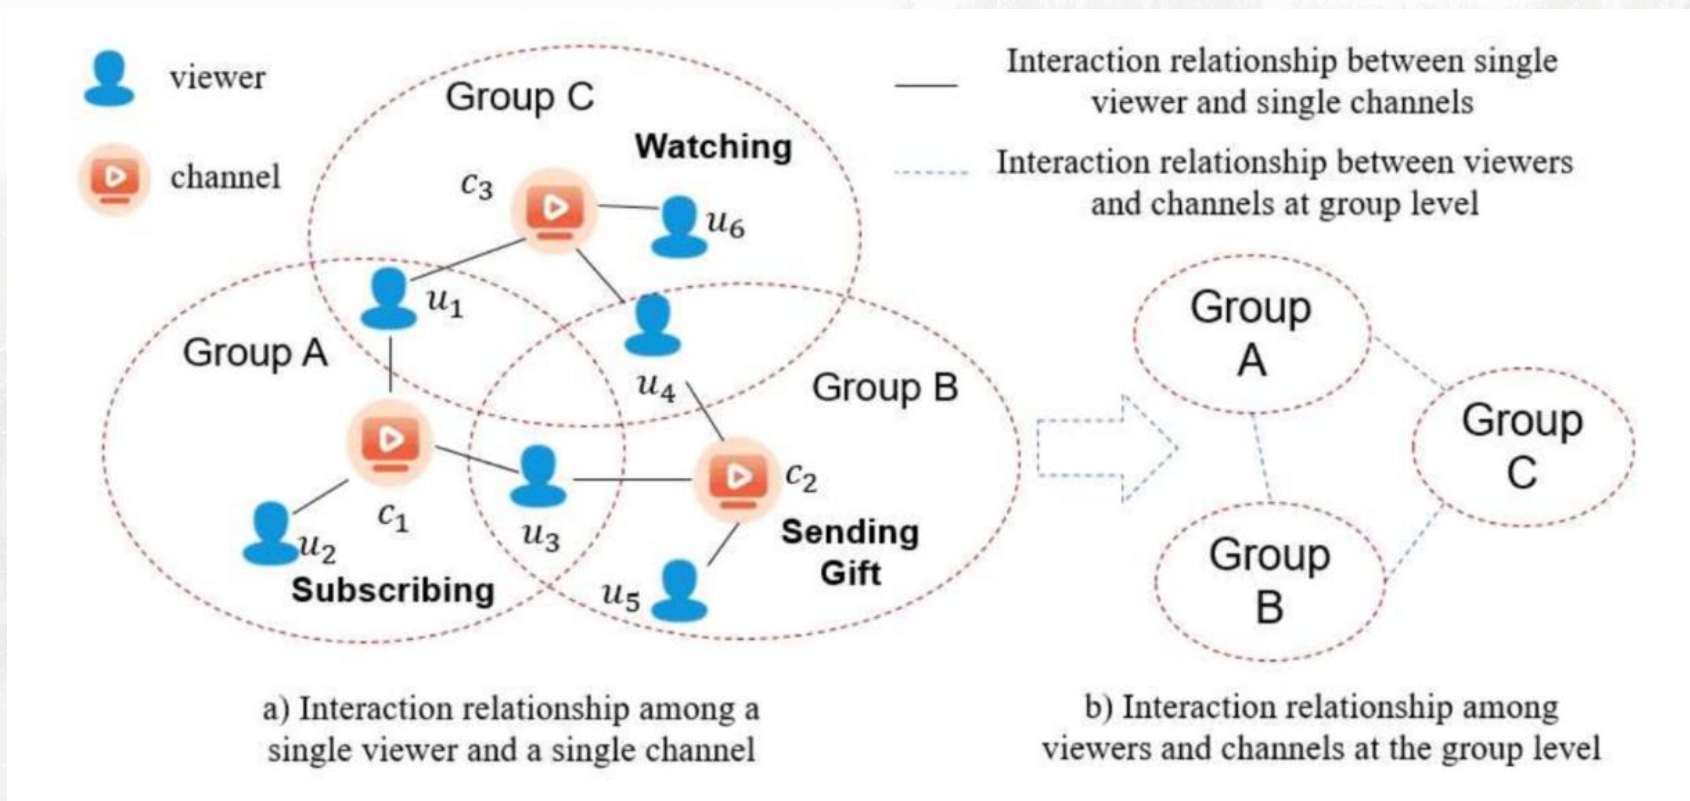 viewer
channel
Interaction relationship between single
viewer and single channels
Interaction relationship between viewers
and channels at group level
Group C
Watching
c3
u6
u1
Group A
u4
Group B
c1
u2
Subscribing
u3
c2
Sending
Gift
u5
Group
A
Group
C
Group
B
a) Interaction relationship among a
single viewer and a single channel
b) Interaction relationship among
viewers and channels at the group level